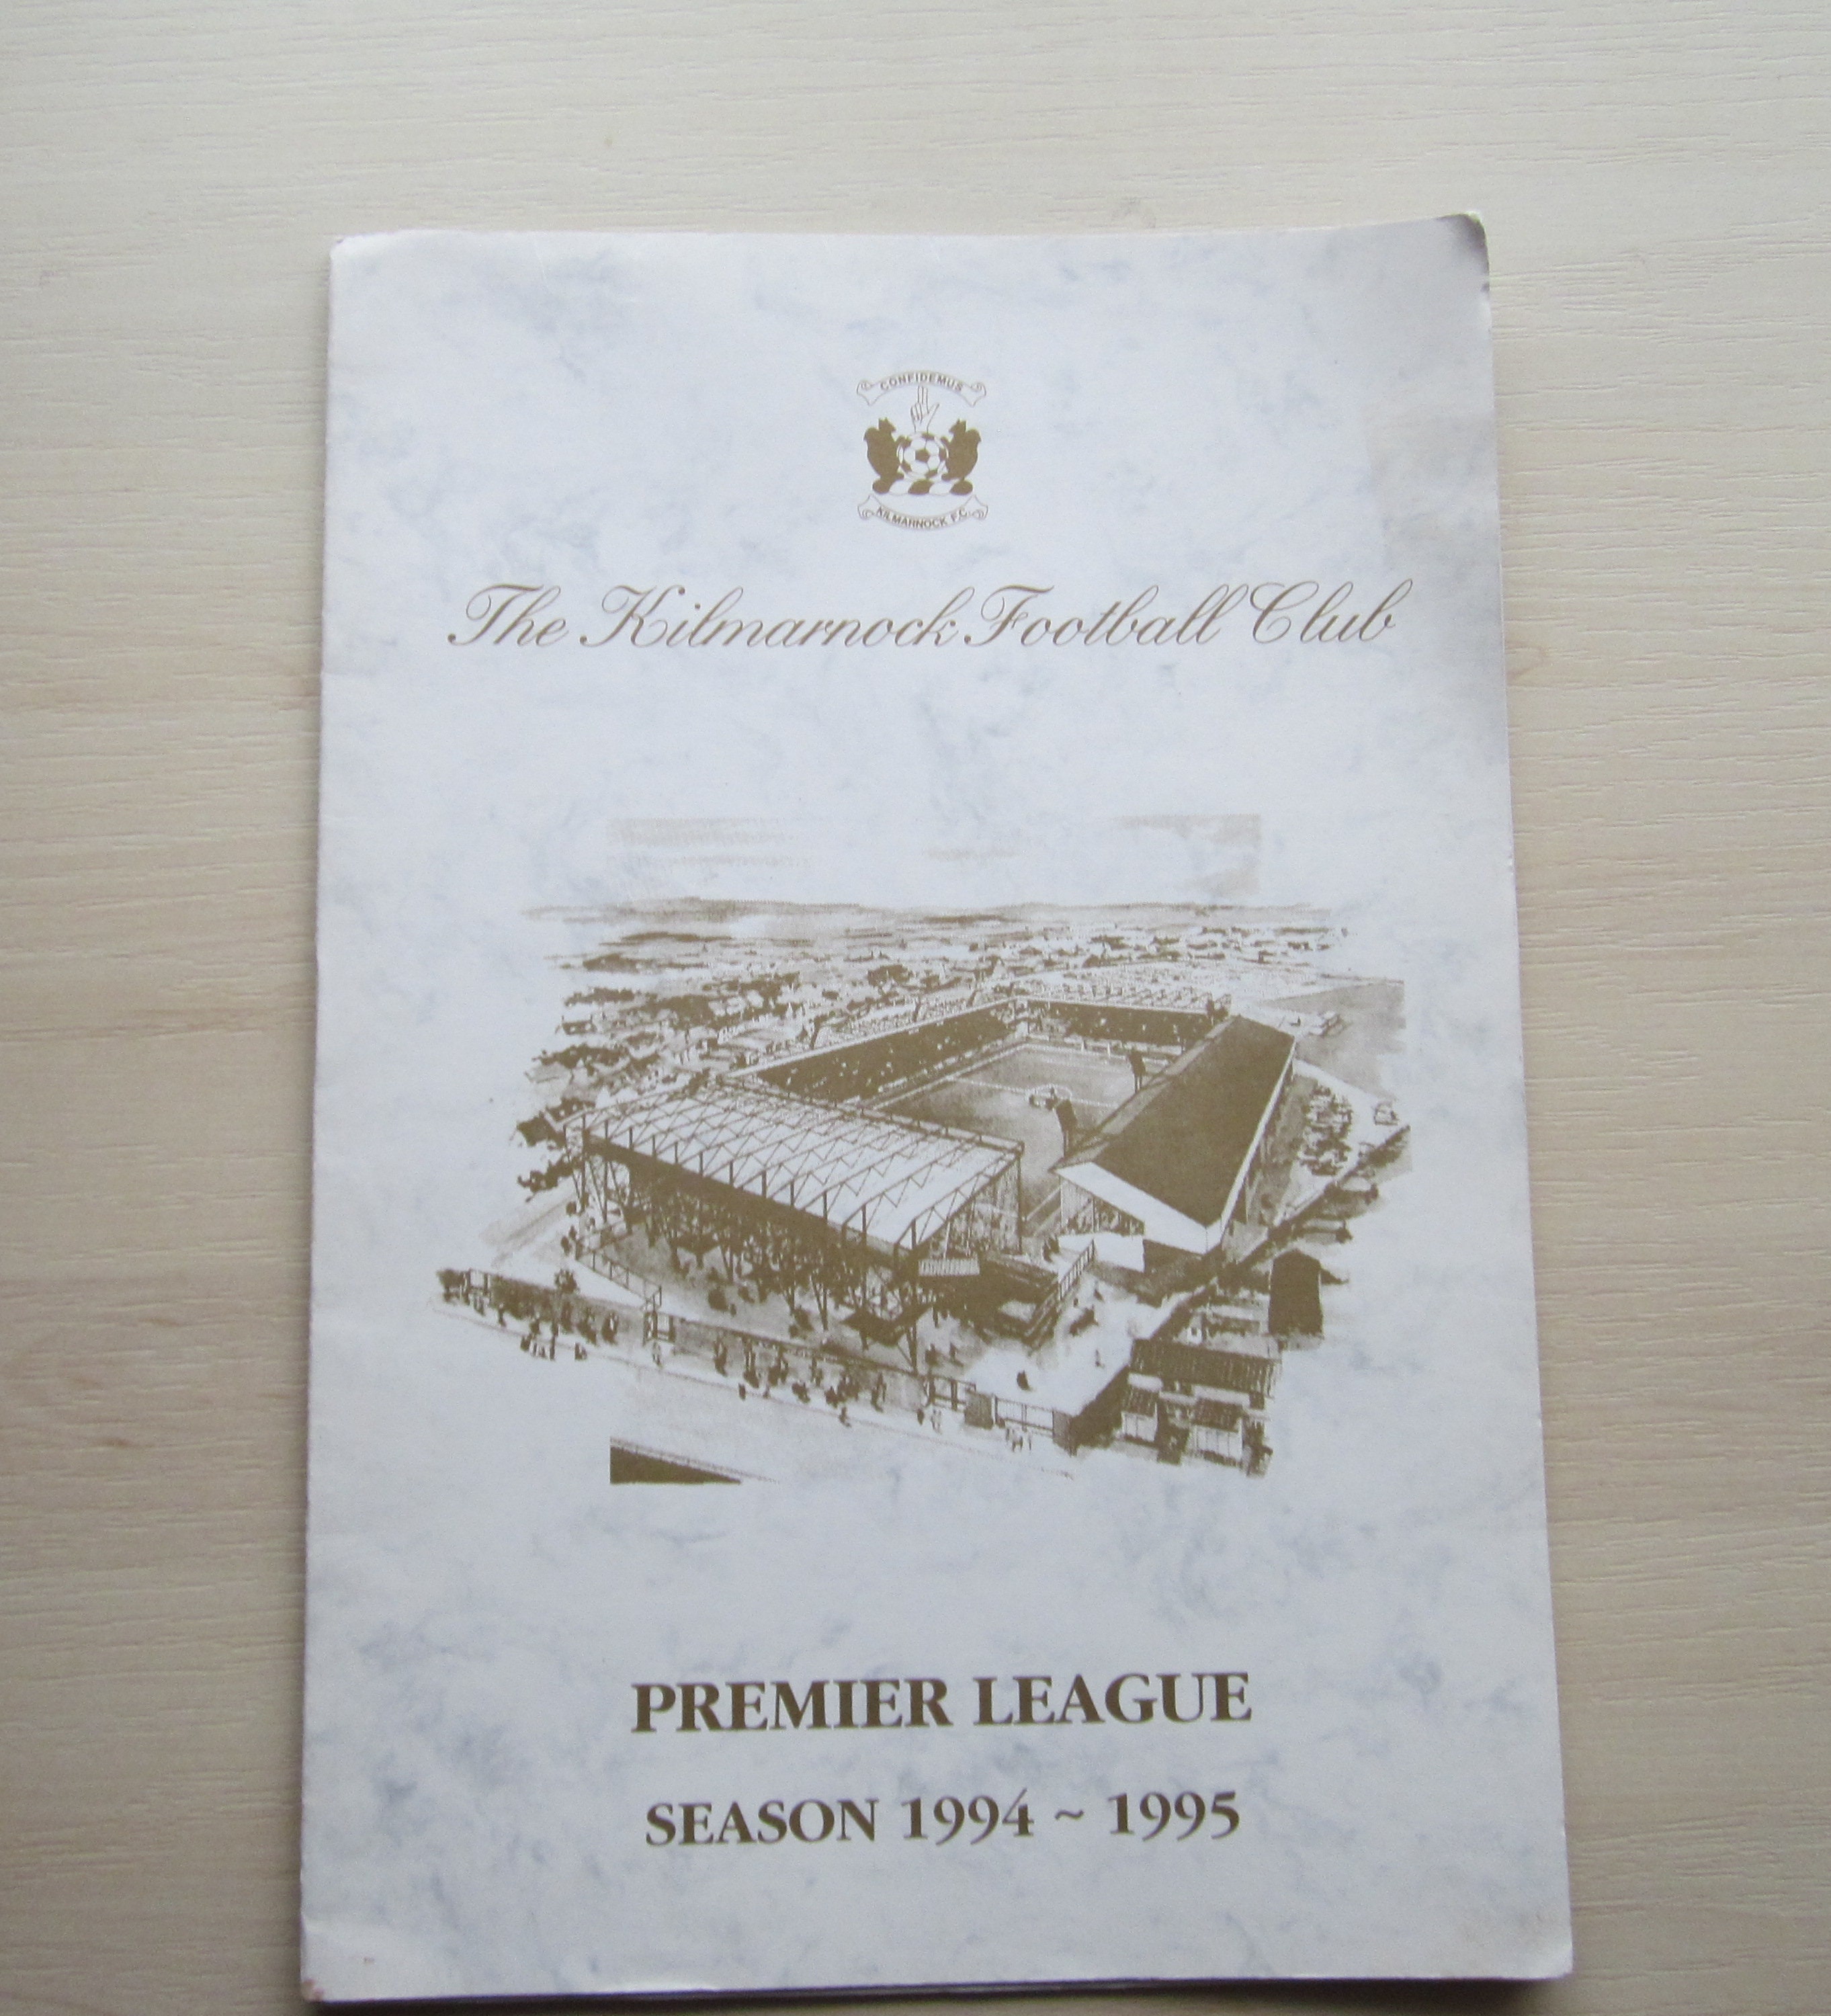 CONFIDEMUS
KILMARNOCK F.C.
The Kilmarnock Football Club
PREMIER LEAGUE
SEASON 1994 ~ 1995